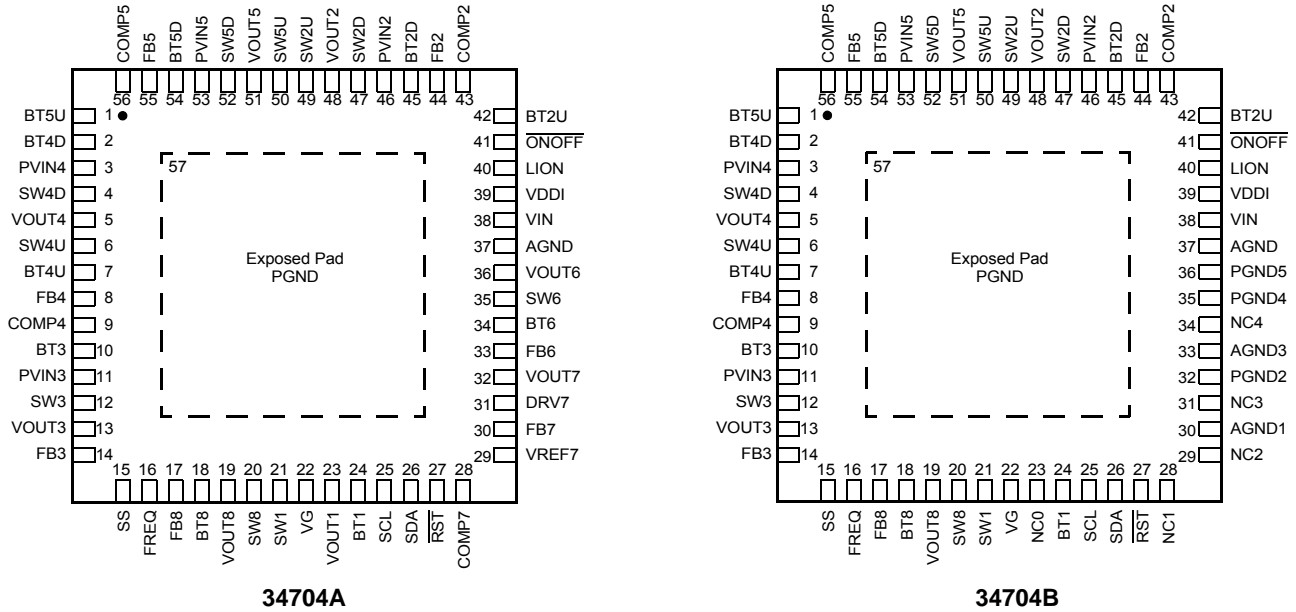 COMP5
FB5
BT5D
PVIN5
SW5D
VOUT5
SW5U
SW2U
VOUT2
SW2D
PVIN2
BT2D
FB2
COMP2
56 55 54 53 52 51 50 49 48 47 46 45 44 43
BT5U 1
BT4D 2
PVIN4 3
SW4D 4
VOUT4 5
SW4U 6
BT4U 7
FB4 8
COMP4 9
BT3 10
PVIN3 11
SW3 12
VOUT3 13
FB3 14
57
Exposed Pad
PGND
42 BT2U
41 ONOFF
40 LION
39 VDDI
38 VIN
37 AGND
36 VOUT6
35 SW6
34 BT6
33 FB6
32 VOUT7
31 DRV7
30 FB7
29 VREF7
15 16 17 18 19 20 21 22 23 24 25 26 27 28
SS
FREQ
FB8
BT8
VOUT8
SW8
SW1
VG
VOUT1
BT1
SCL
SDA
RST
COMP7
34704A
COMP5
FB5
BT5D
PVIN5
SW5D
VOUT5
SW5U
SW2U
VOUT2
SW2D
PVIN2
BT2D
FB2
COMP2
56 55 54 53 52 51 50 49 48 47 46 45 44 43
BT5U 1
BT4D 2
PVIN4 3
SW4D 4
VOUT4 5
SW4U 6
BT4U 7
FB4 8
COMP4 9
BT3 10
PVIN3 11
SW3 12
VOUT3 13
FB3 14
57
Exposed Pad
PGND
42 BT2U
41 ONOFF
40 LION
39 VDDI
38 VIN
37 AGND
36 PGND5
35 PGND4
34 NC4
33 AGND3
32 PGND2
31 NC3
30 AGND1
29 NC2
15 16 17 18 19 20 21 22 23 24 25 26 27 28
SS
FREQ
FB8
BT8
VOUT8
SW8
SW1
VG
NC0
BT1
SCL
SDA
RST
NC1
34704B